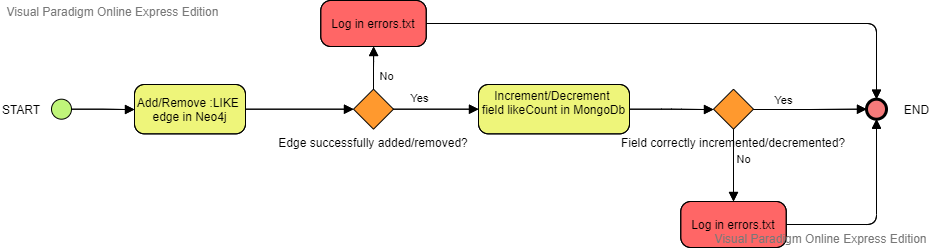 Visual Paradigm Online Express Edition
Log in errors.txt
No
START
Add/Remove :LIKE
edge in Neo4j
Yes
Increment/Decrement
field likeCount in MongoDb
Yes
END
Edge successfully added/removed?
Field correctly incremented/decremented?
No
Log in errors.txt
Visual Paradigm Online Express Edition